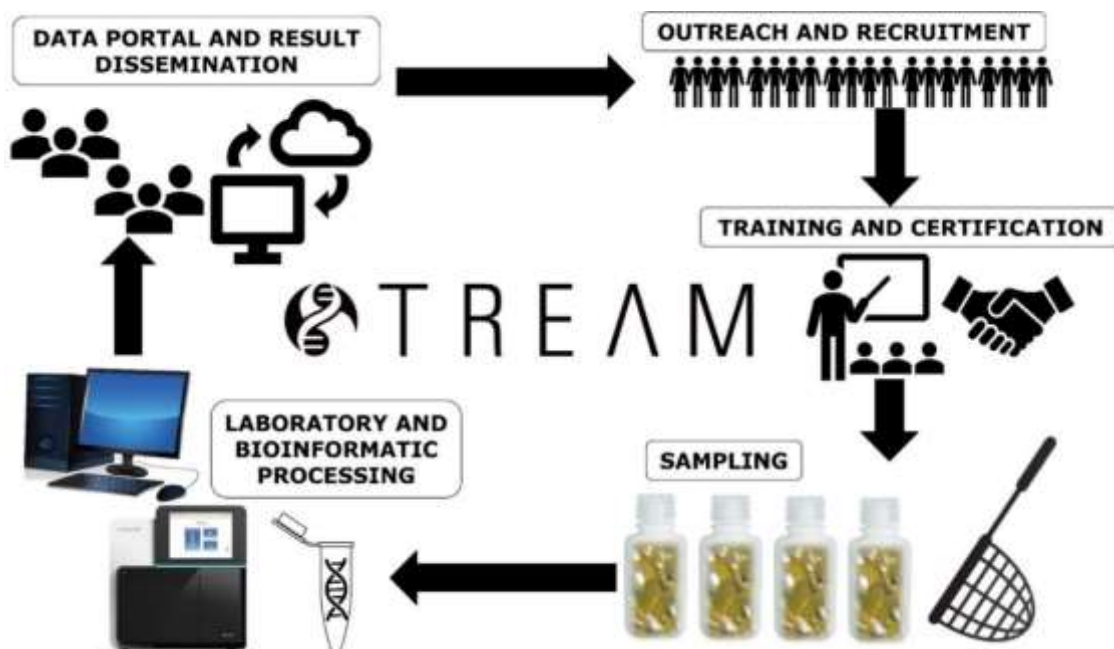 DATA PORTAL AND RESULT
DISSEMINATION
OUTREACH AND RECRUITMENT
TRAINING AND CERTIFICATION
TREAM
LABORATORY AND
BIOINFORMATIC
PROCESSING
SAMPLING